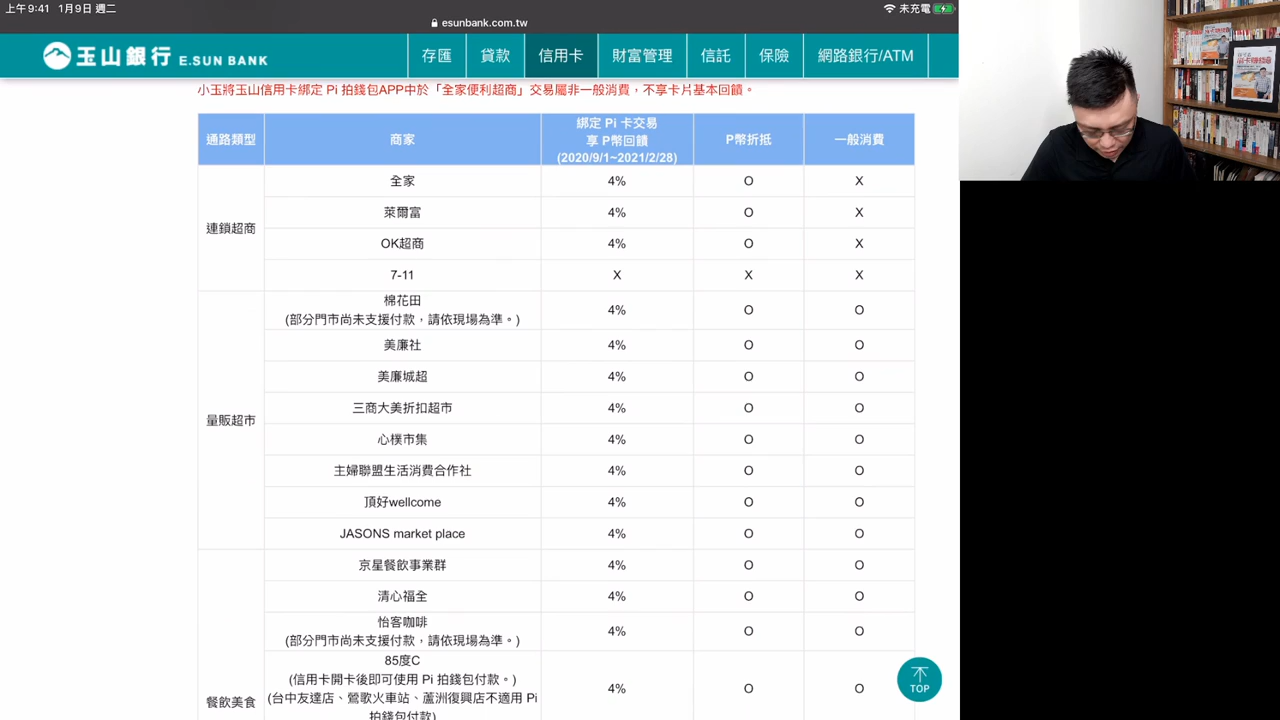 上午9:41 1月9日 週二
未充電
esunbank.com.tw
玉山銀行 E.SUN BANK
存匯 貸款 信用卡 財富管理 信託 保險 網路銀行/ATM
小玉將玉山信用卡綁定 Pi 拍錢包APP中於「全家便利超商」交易屬非一般消費，不享卡片基本回饋。
通路類型 商家 綁定 Pi 卡交易
享 P幣回饋
(2020/9/1~2021/2/28) P幣折抵 一般消費
連鎖超商
全家 4% O X
萊爾富 4% O X
OK超商 4% O X
7-11 X X X
量販超市
棉花田
(部分門市尚未支援付款，請依現場為準。) 4% O O
美廉社 4% O O
美廉城超 4% O O
三商大美折扣超市 4% O O
心樸市集 4% O O
主婦聯盟生活消費合作社 4% O O
頂好wellcome 4% O O
JASONS market place 4% O O
餐飲美食
京星餐飲事業群 4% O O
清心福全 4% O O
怡客咖啡
(部分門市尚未支援付款，請依現場為準。) 4% O O
85度C
(信用卡開卡後即可使用 Pi 拍錢包付款。)
(台中友達店、鶯歌火車站、蘆洲復興店不適用 Pi
拍錢包付款) 4% O O
TOP